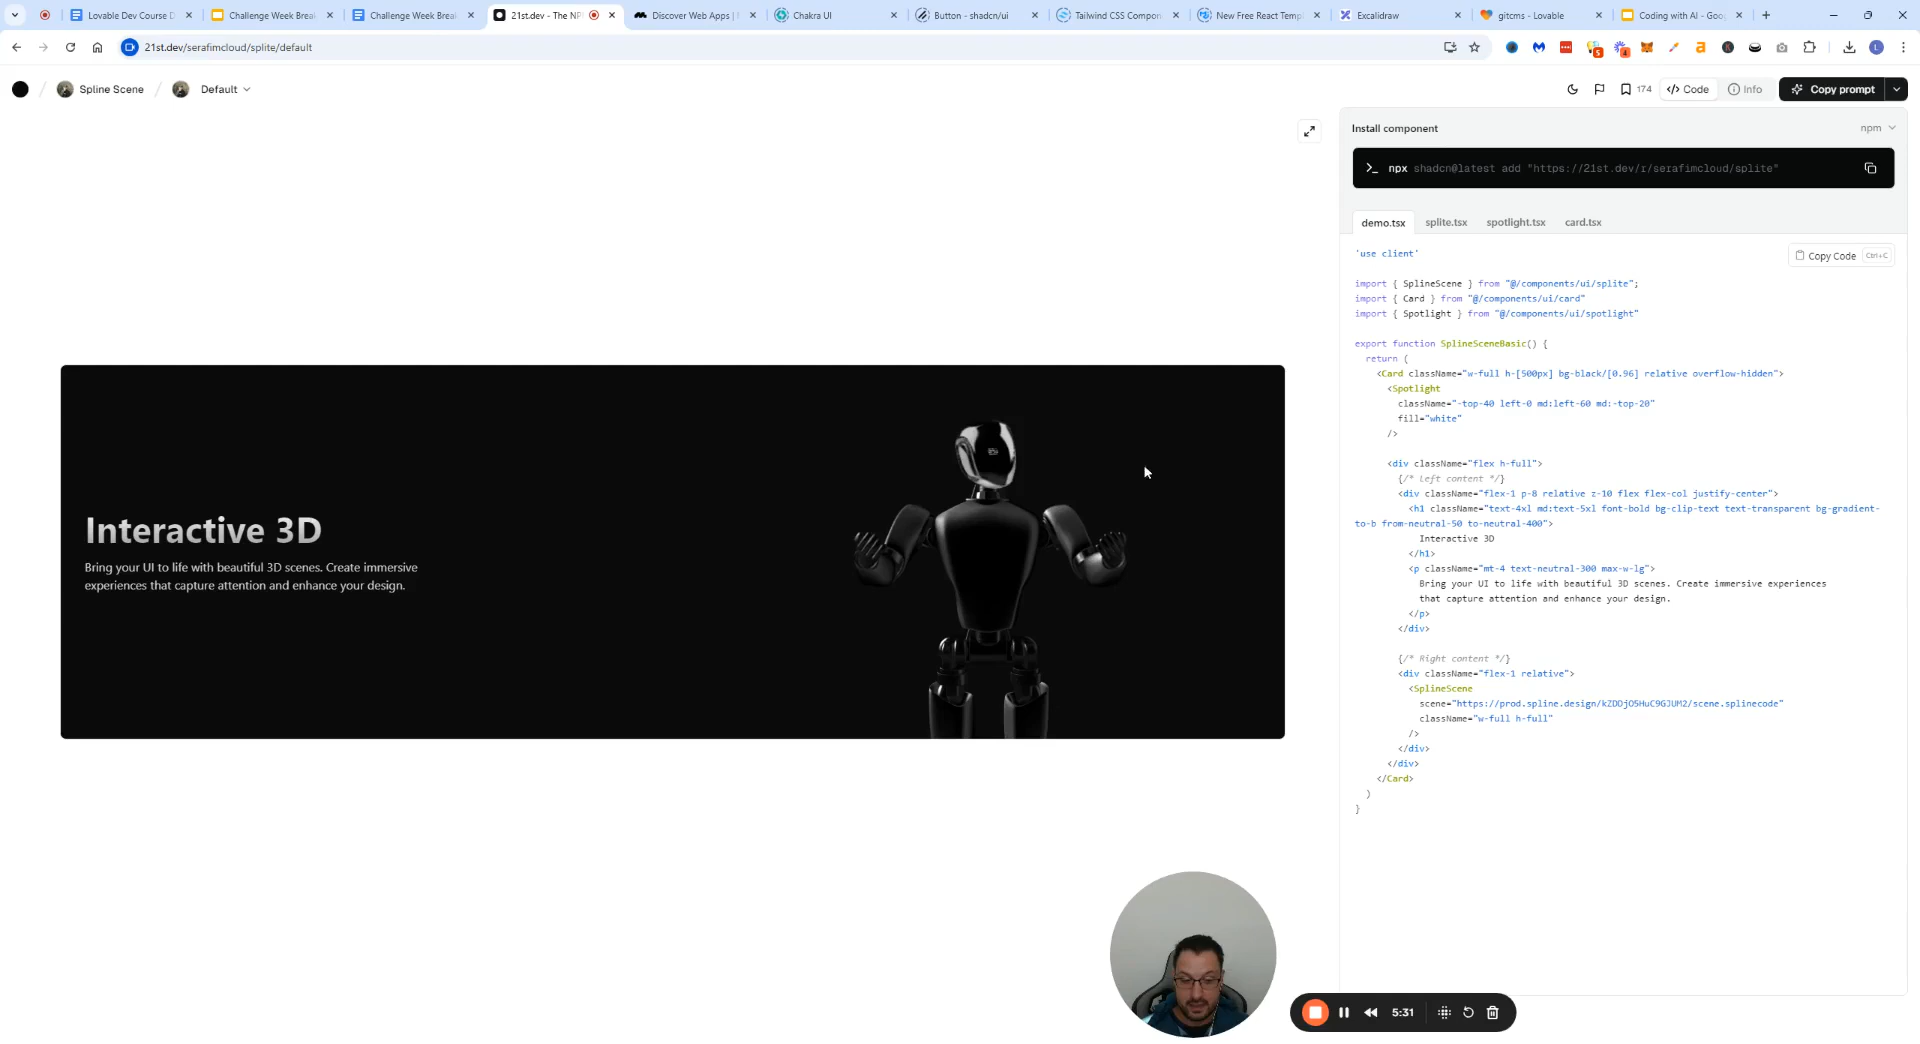 Lovable Dev Course D
Challenge Week Brea
Challenge Week Brea
21st.dev - The NP
Discover Web Apps |
Chakra UI
Button - shadcn/ui
Tailwind CSS Compon
New Free React Temp
Excalidraw
gitcms - Lovable
Coding with AI - Goo
21st.dev/serafimcloud/splite/default
Spline Scene
Default
174
</> Code
Info
Copy prompt
Install component
npm
>_ npx shadcn@latest add "https://21st.dev/r/serafimcloud/splite"
demo.tsx
splite.tsx
spotlight.tsx
card.tsx
Copy Code Ctrl+C
'use client'
import { SplineScene } from "@/components/ui/splite";
import { Card } from "@/components/ui/card"
import { Spotlight } from "@/components/ui/spotlight"
export function SplineSceneBasic() {
return (
<Card className="w-full h-[500px] bg-black/[0.96] relative overflow-hidden">
<Spotlight
className="-top-40 left-0 md:left-60 md:-top-20"
fill="white"
/>
<div className="flex h-full">
{/* Left content */}
<div className="flex-1 p-8 relative z-10 flex flex-col justify-center">
<h1 className="text-4xl md:text-5xl font-bold bg-clip-text text-transparent bg-gradient-
to-b from-neutral-50 to-neutral-400">
Interactive 3D
</h1>
<p className="mt-4 text-neutral-300 max-w-lg">
Bring your UI to life with beautiful 3D scenes. Create immersive experiences
that capture attention and enhance your design.
</p>
</div>
{/* Right content */}
<div className="flex-1 relative">
<SplineScene
scene="https://prod.spline.design/kZDDjO5HuC9GJUM2/scene.splinecode"
className="w-full h-full"
/>
</div>
</div>
</Card>
)
}
Interactive 3D
Bring your UI to life with beautiful 3D scenes. Create immersive
experiences that capture attention and enhance your design.
5:31